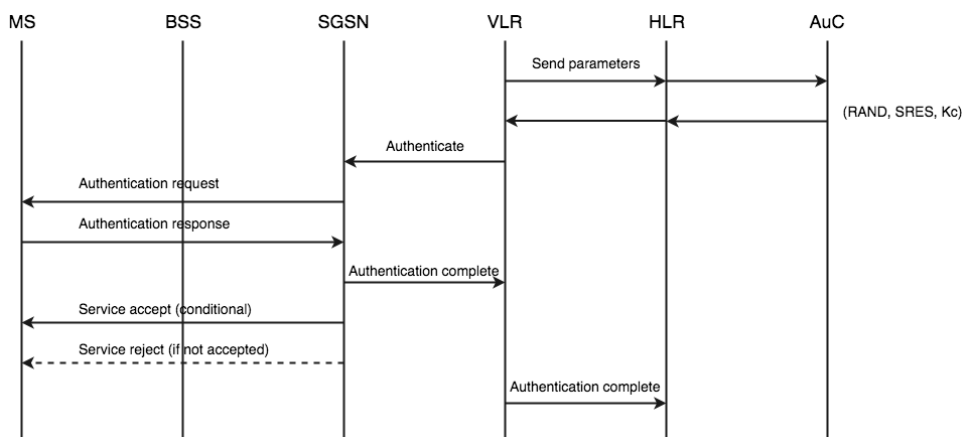 MS BSS SGSN VLR HLR AuC
Send parameters
(RAND, SRES, Kc)
Authenticate
Authentication request
Authentication response
Authentication complete
Service accept (conditional)
Service reject (if not accepted)
Authentication complete